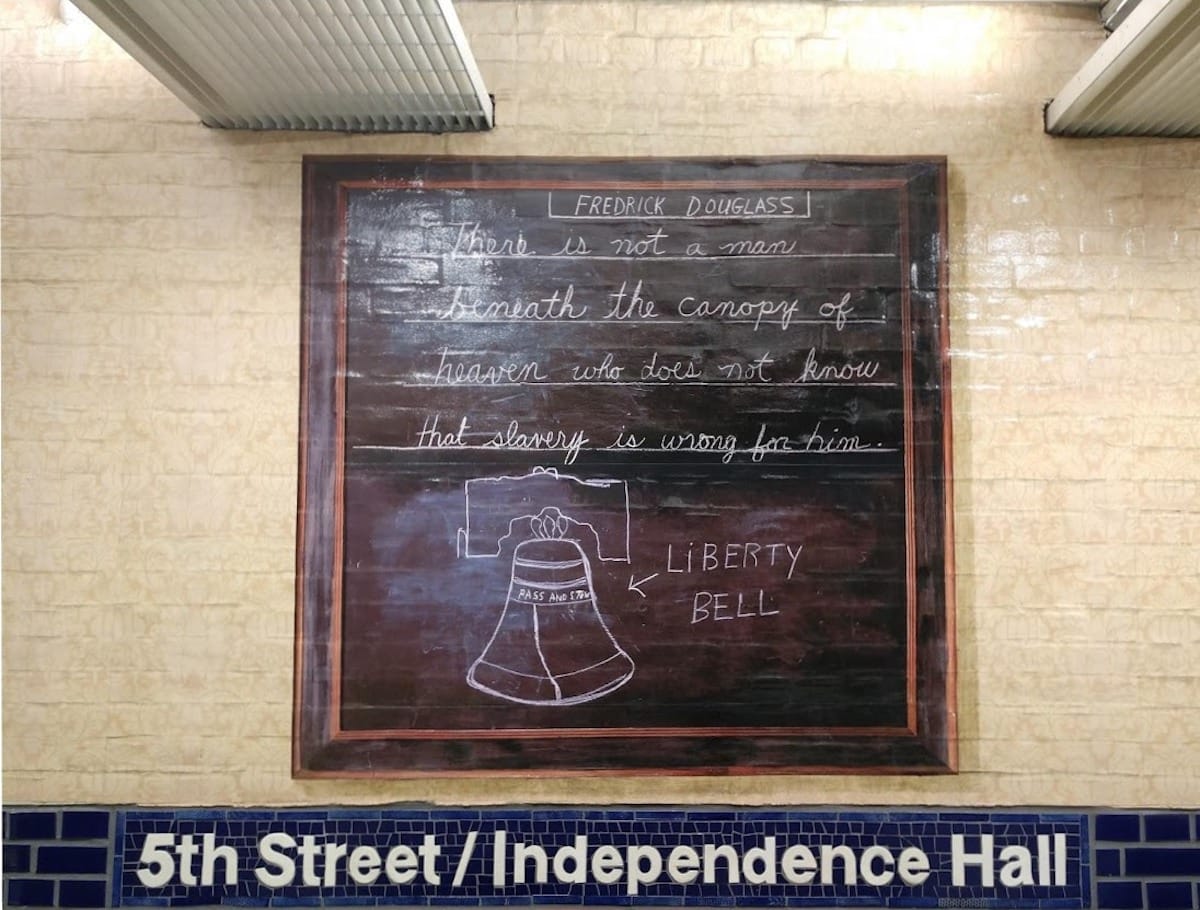 FREDRICK DOUGLASS
There is not a man
beneath the canopy of
heaven who does not know
that slavery is wrong for him.
PASS AND STOW
LiBERTY
BELL
5th Street/Independence Hall